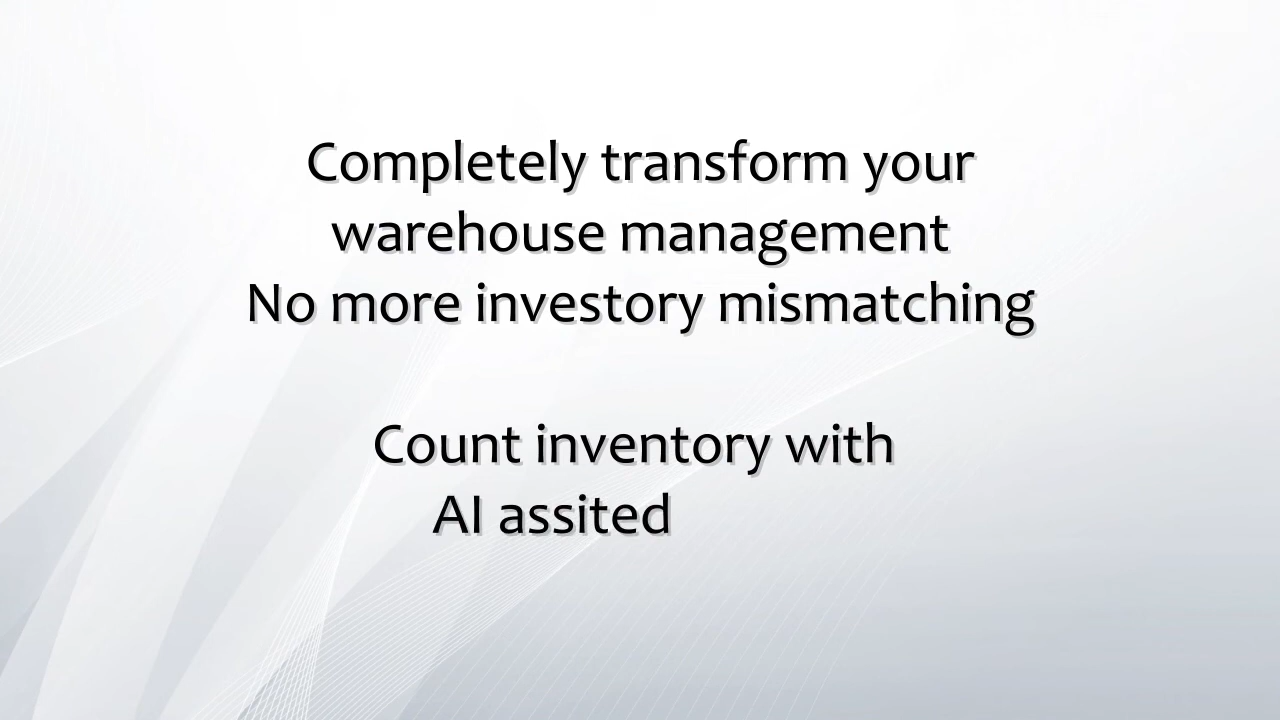 Completely transform your
warehouse management
No more investory mismatching
Count inventory with
AI assited